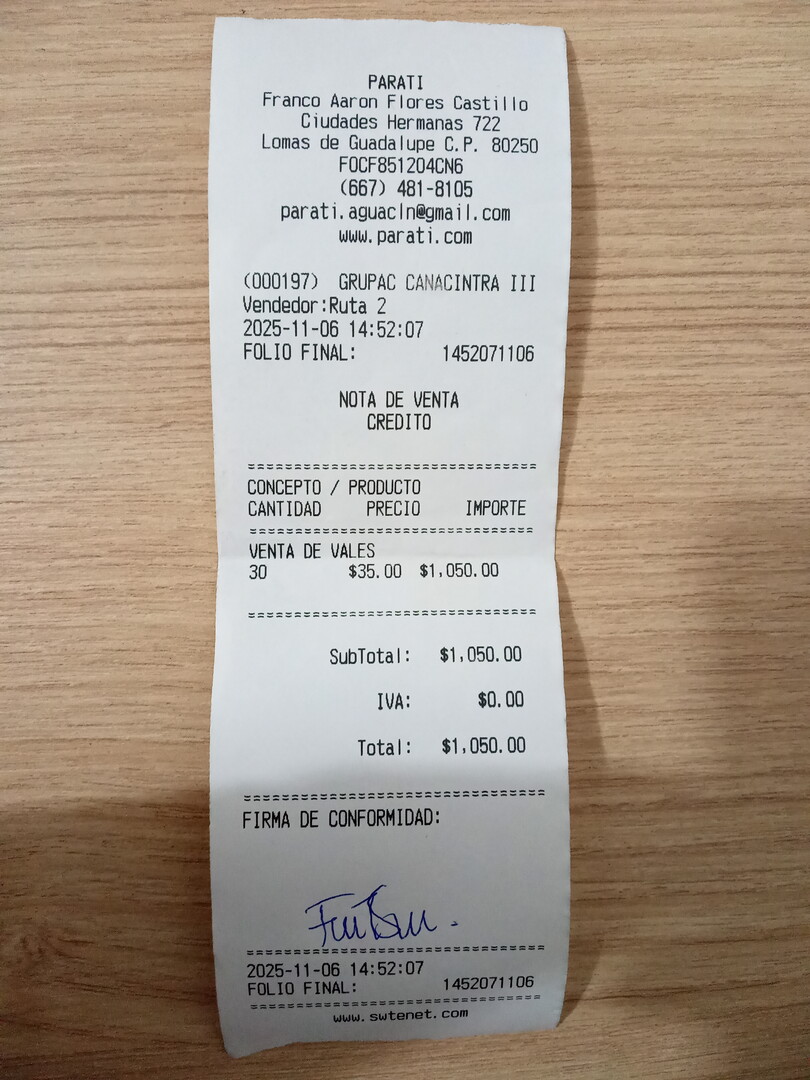 PARATI
Franco Aaron Flores Castillo
Ciudades Hermanas 722
Lomas de Guadalupe C.P. 80250
FOCF851204CN6
(667) 481-8105
parati.aguacln@gmail.com
www.parati.com
(000197) GRUPAC CANACINTRA III
Vendedor:Ruta 2
2025-11-06 14:52:07
FOLIO FINAL: 1452071106
NOTA DE VENTA
CREDITO
CONCEPTO / PRODUCTO
CANTIDAD PRECIO IMPORTE
VENTA DE VALES
30 $35.00 $1,050.00
SubTotal: $1,050.00
IVA: $0.00
Total: $1,050.00
FIRMA DE CONFORMIDAD:
2025-11-06 14:52:07
FOLIO FINAL: 1452071106
www.swtenet.com